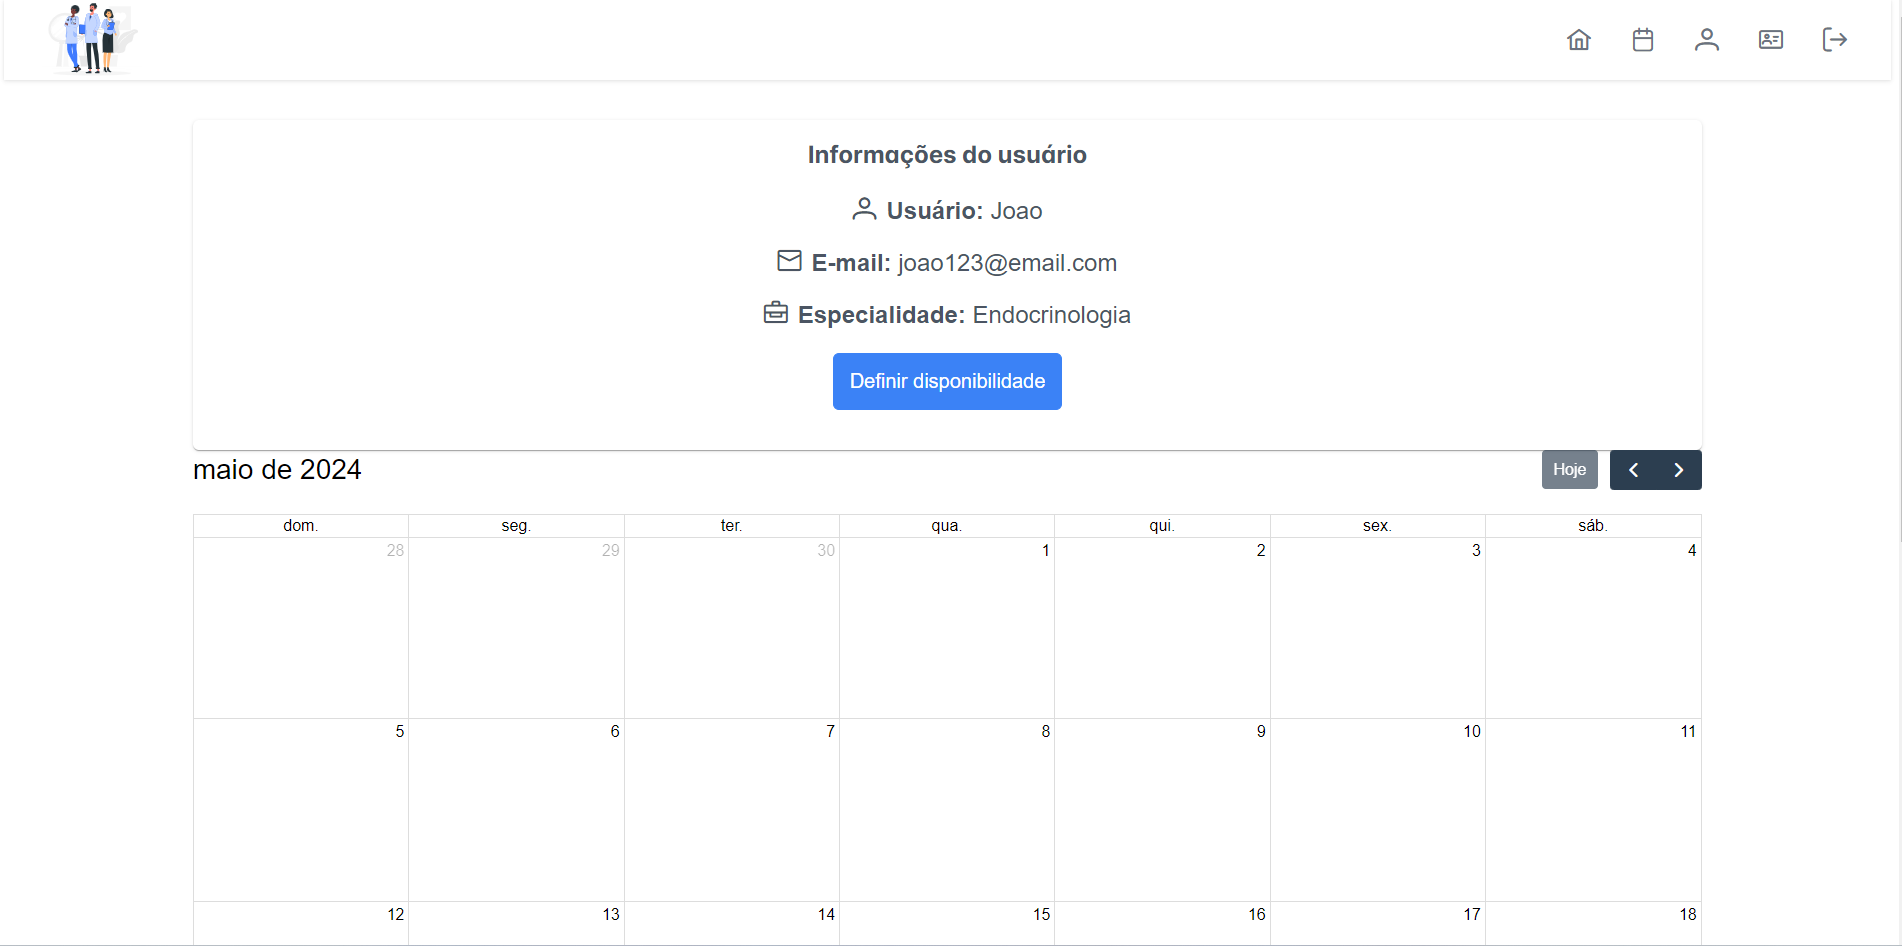 Informações do usuário
Usuário: Joao
E-mail: joao123@email.com
Especialidade: Endocrinologia
Definir disponibilidade
maio de 2024
Hoje
dom. seg. ter. qua. qui. sex. sáb.
28 29 30 1 2 3 4
5 6 7 8 9 10 11
12 13 14 15 16 17 18